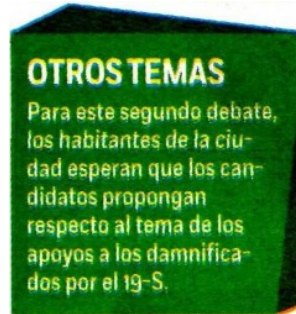 OTROS TEMAS
Para este segundo debate,
los habitantes de la ciu-
dad esperan que los can-
didatos propongan
respecto al tema de los
apoyos a los damnifica-
dos por el 19-S.